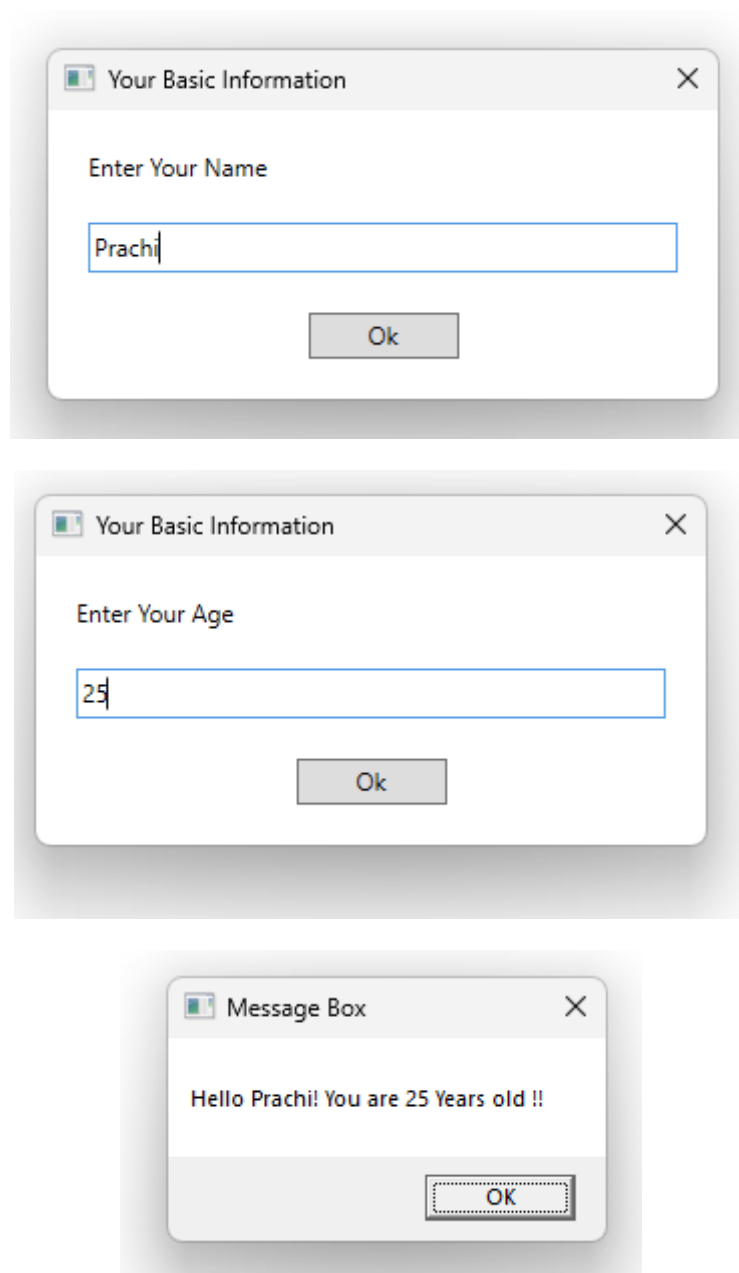 Your Basic Information
Enter Your Name
Prachi
Ok
Your Basic Information
Enter Your Age
25
Ok
Message Box
Hello Prachi! You are 25 Years old !!
OK